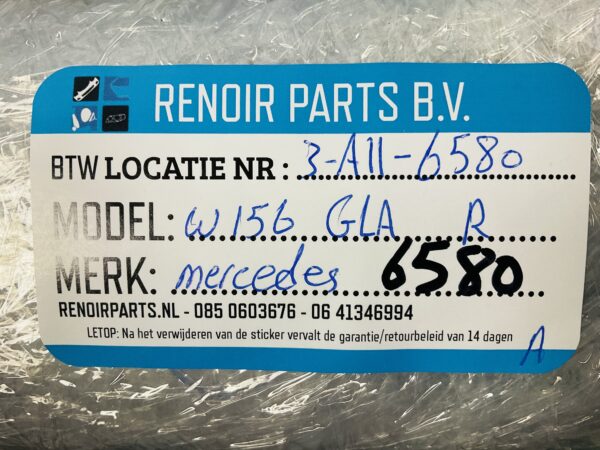 RENOIR PARTS B.V.
BTW LOCATIE NR : 3-A11-6580
MODEL: W156 GLA R
MERK: mercedes 6580
RENOIRPARTS.NL - 085 0603676 - 06 41346994
LETOP: Na het verwijderen van de sticker vervalt de garantie/retourbeleid van 14 dagen
A